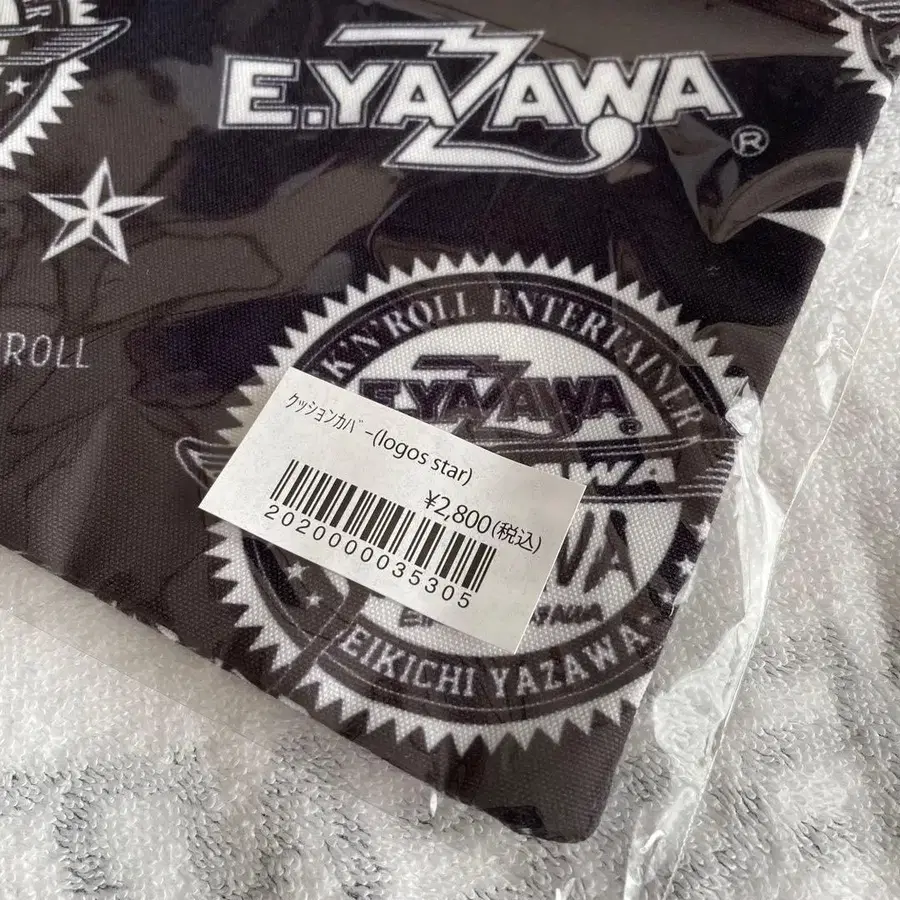 E.YAZAWA
®
'ROLL
K'N'ROLL ENTERTAINER
E.YAZAWA
®
ｸｯｼｮﾝｶﾊﾞｰ(logos star)
¥2,800(税込)
2020000035305
EIKICHI YAZAWA